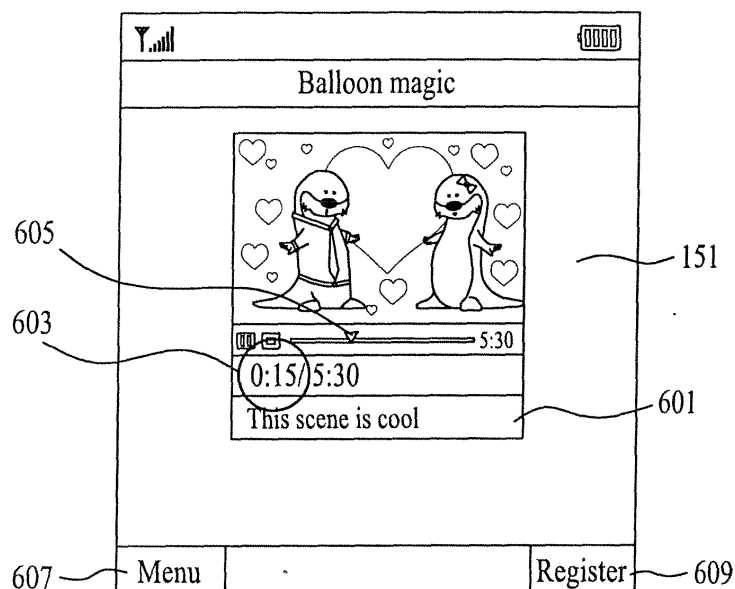 Balloon magic
605
151
603
5:30
0:15/ 5:30
This scene is cool
601
607
Menu
Register
609